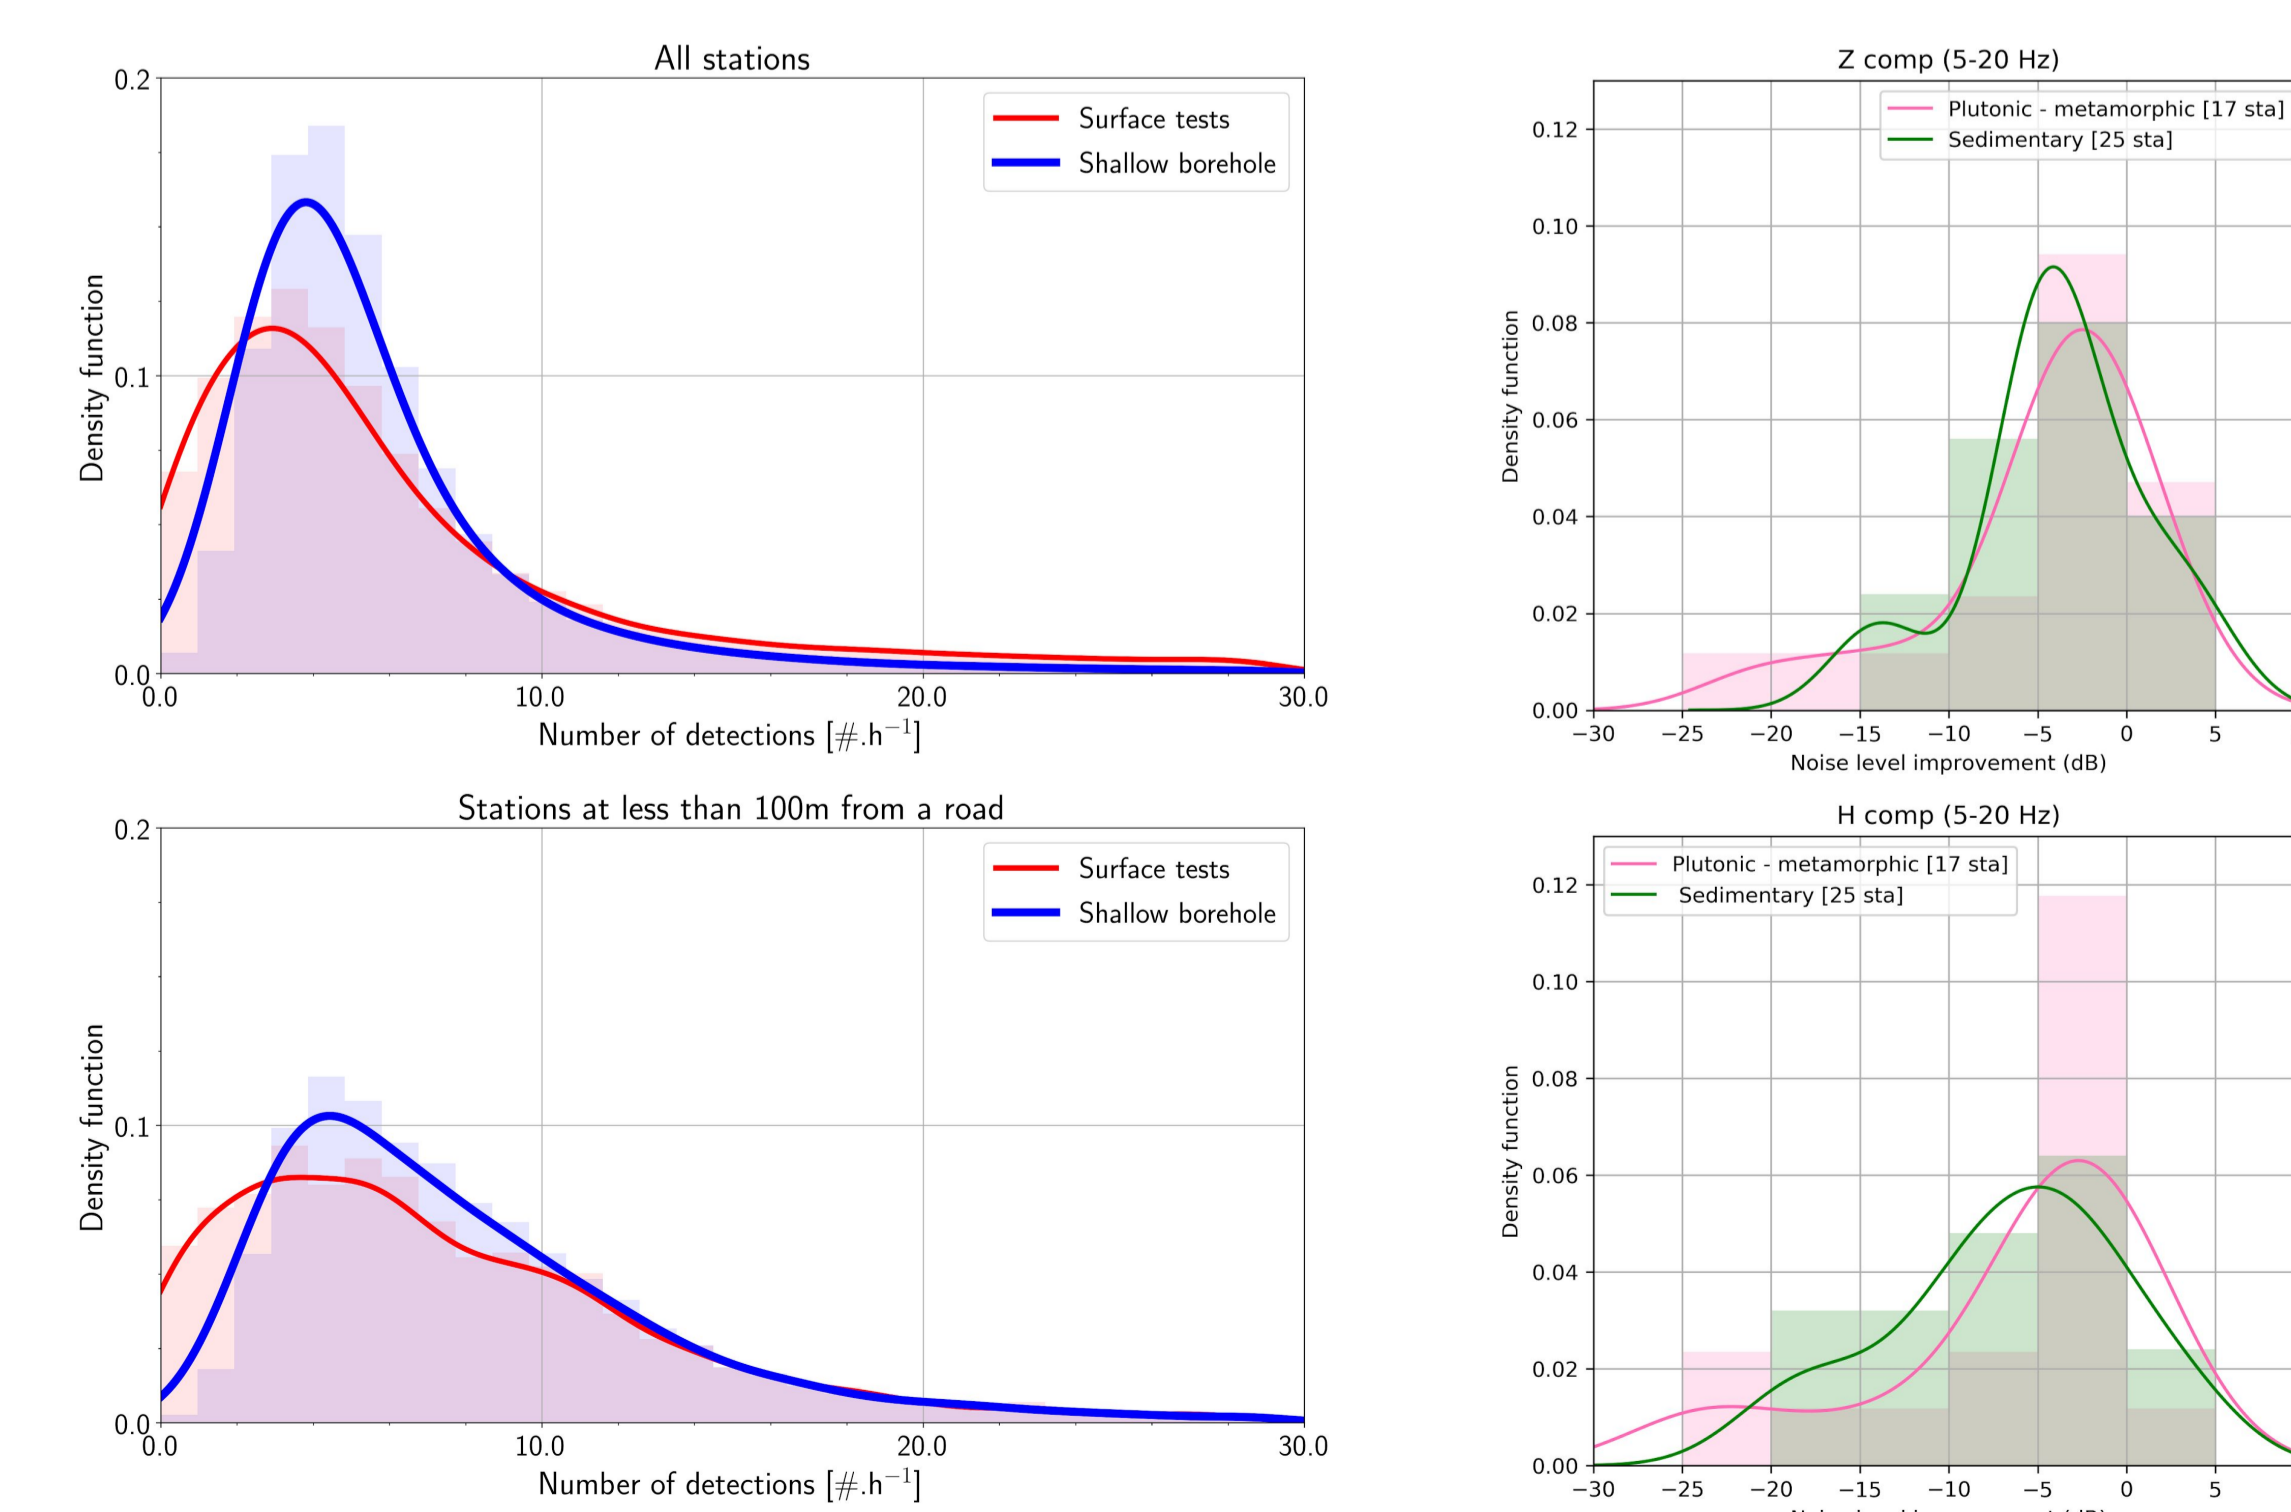 All stations
0.2
0.1
0.0
Density function
Surface tests
Shallow borehole
0.0 10.0 20.0 30.0
Number of detections [#.h⁻¹]
Stations at less than 100m from a road
0.2
0.1
0.0
Density function
Surface tests
Shallow borehole
0.0 10.0 20.0 30.0
Number of detections [#.h⁻¹]
Z comp (5-20 Hz)
Plutonic - metamorphic [17 sta]
Sedimentary [25 sta]
0.12
0.10
0.08
0.06
0.04
0.02
0.00
Density function
−30 −25 −20 −15 −10 −5 0 5
Noise level improvement (dB)
H comp (5-20 Hz)
Plutonic - metamorphic [17 sta]
Sedimentary [25 sta]
0.12
0.10
0.08
0.06
0.04
0.02
0.00
Density function
−30 −25 −20 −15 −10 −5 0 5